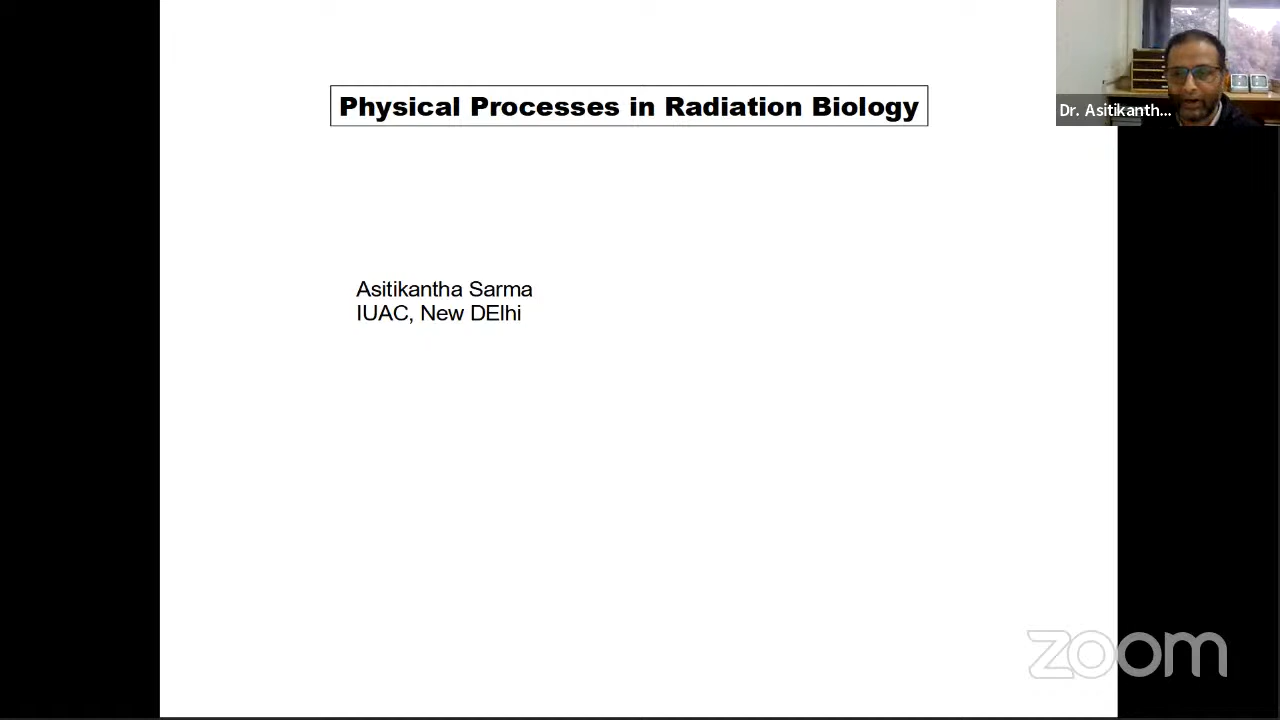 Physical Processes in Radiation Biology
Dr. Asitikanth...
Asitikantha Sarma
IUAC, New DElhi
zoom